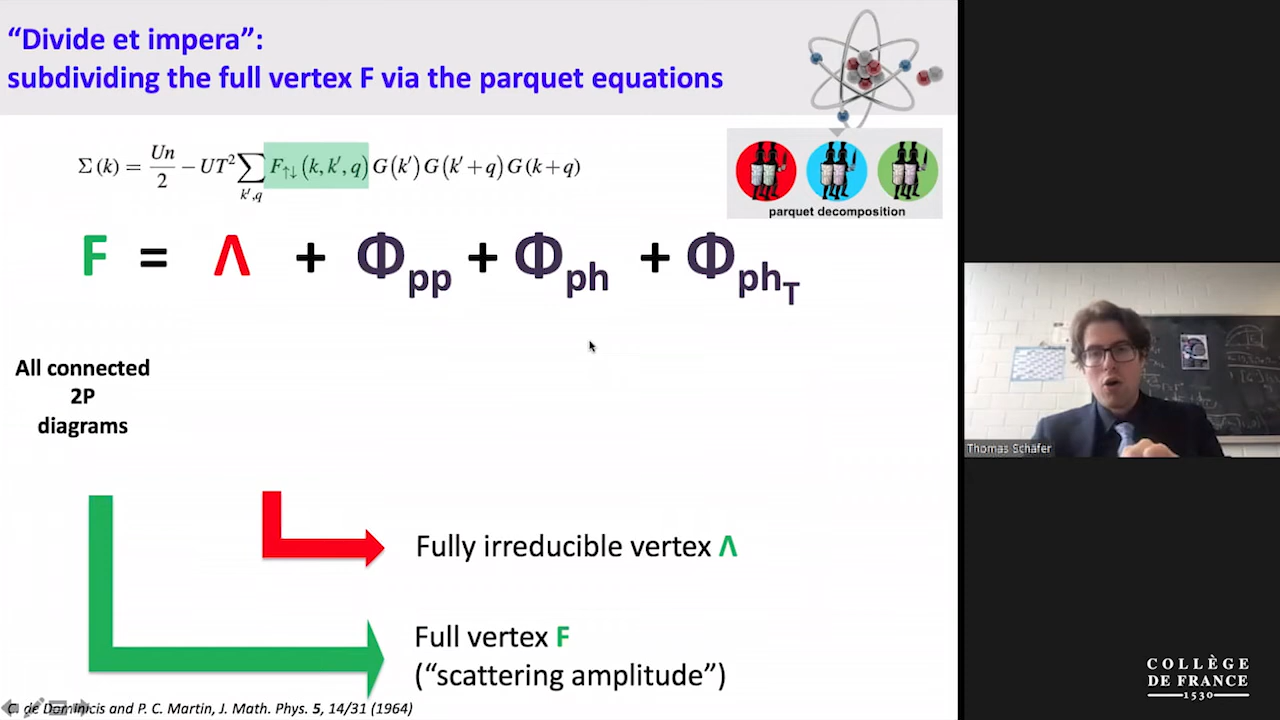 “Divide et impera”:
subdividing the full vertex F via the parquet equations
Σ(k) = Un/2 − UT² ∑k′,q F↑↓(k, k′, q) G(k′) G(k′+q) G(k+q)
parquet decomposition
F = Λ + Φpp + Φph + ΦphT
All connected
2P
diagrams
Fully irreducible vertex Λ
Full vertex F
(“scattering amplitude”)
C. de Dominicis and P. C. Martin, J. Math. Phys. 5, 14/31 (1964)
Thomas Schäfer
COLLÈGE
DE FRANCE
1530